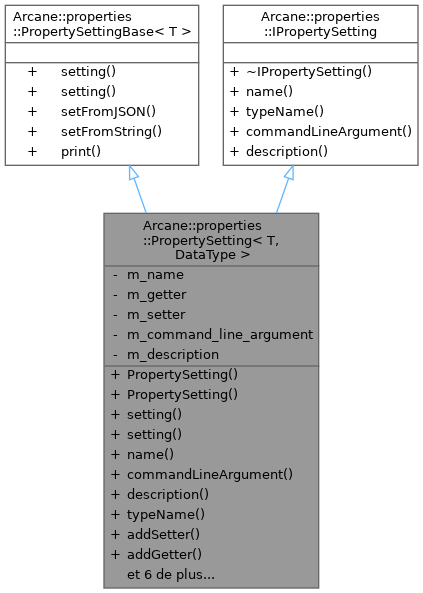 Arcane::properties
::PropertySettingBase< T >
+ setting()
+ setting()
+ setFromJSON()
+ setFromString()
+ print()
Arcane::properties
::IPropertySetting
+ ~IPropertySetting()
+ name()
+ typeName()
+ commandLineArgument()
+ description()
Arcane::properties
::PropertySetting< T,
DataType >
- m_name
- m_getter
- m_setter
- m_command_line_argument
- m_description
+ PropertySetting()
+ PropertySetting()
+ setting()
+ setting()
+ name()
+ commandLineArgument()
+ description()
+ typeName()
+ addSetter()
+ addGetter()
et 6 de plus...